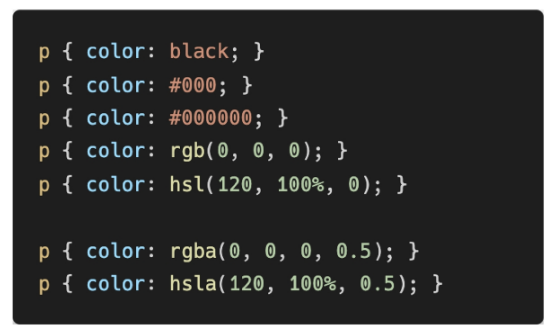 p { color: black; }
p { color: #000; }
p { color: #000000; }
p { color: rgb(0, 0, 0); }
p { color: hsl(120, 100%, 0); }
p { color: rgba(0, 0, 0, 0.5); }
p { color: hsla(120, 100%, 0.5); }